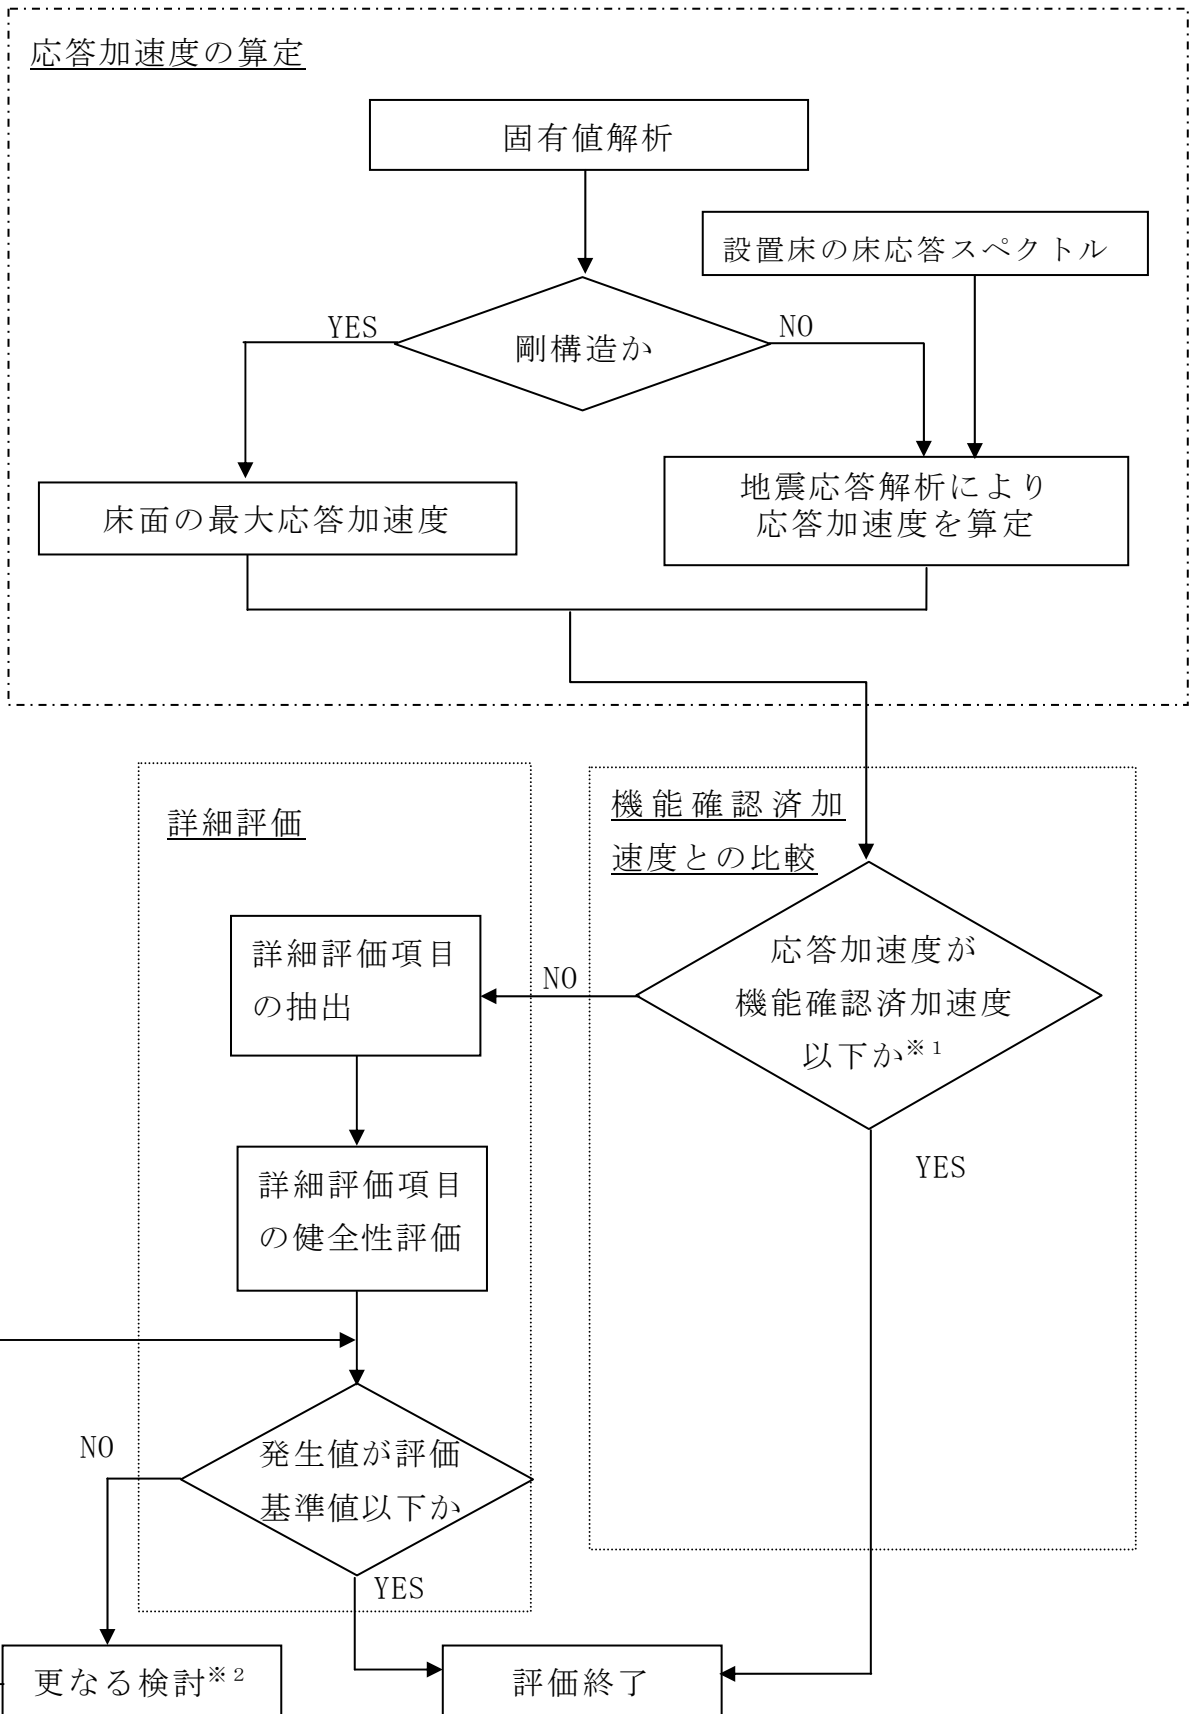 応答加速度の算定
固有値解析
設置床の床応答スペクトル
YES
剛構造か
NO
床面の最大応答加速度
地震応答解析により
応答加速度を算定
詳細評価
機能確認済加
速度との比較
詳細評価項目
の抽出
NO
応答加速度が
機能確認済加速度
以下か※1
YES
詳細評価項目
の健全性評価
NO
発生値が評価
基準値以下か
YES
更なる検討※2
評価終了